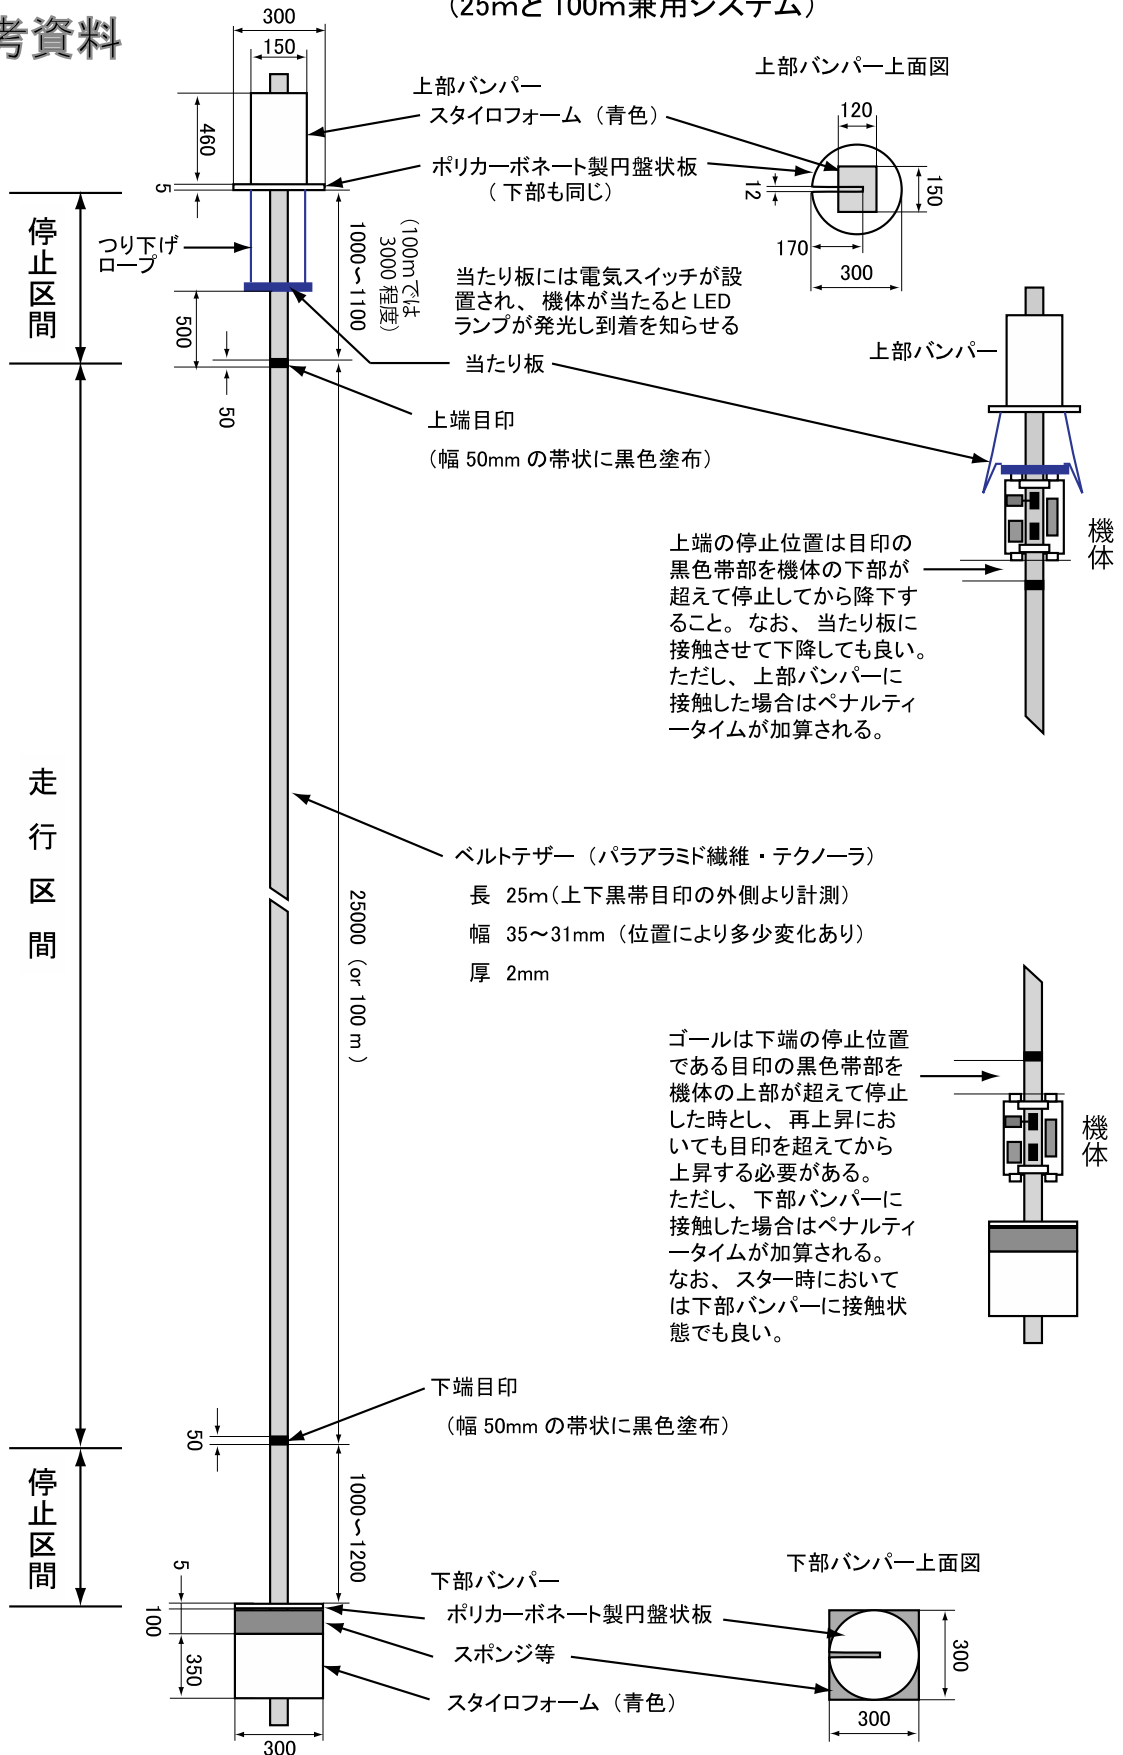 (25mと100m兼用システム)
考資料
300
150
460
5
上部バンパー
スタイロフォーム（青色）
ポリカーボネート製円盤状板
（下部も同じ）
上部バンパー上面図
120
12
150
170
300
停止区間
つり下げ
ロープ
1000～1100
(100mでは
3000 程度)
500
50
当たり板には電気スイッチが設
置され、機体が当たるとLED
ランプが発光し到着を知らせる
当たり板
上端目印
（幅 50mm の帯状に黒色塗布）
上部バンパー
機体
上端の停止位置は目印の
黒色帯部を機体の下部が
超えて停止してから降下す
ること。なお、当たり板に
接触させて下降しても良い。
ただし、上部バンパーに
接触した場合はペナルティ
ータイムが加算される。
走行区間
25000 (or 100 m)
ベルトテザー（パラアラミド繊維・テクノーラ）
長 25m（上下黒帯目印の外側より計測）
幅 35～31mm（位置により多少変化あり）
厚 2mm
ゴールは下端の停止位置
である目印の黒色帯部を
機体の上部が超えて停止
した時とし、再上昇にお
いても目印を超えてから
上昇する必要がある。
ただし、下部バンパーに
接触した場合はペナルティ
ータイムが加算される。
なお、スター時において
は下部バンパーに接触状
態でも良い。
機体
下端目印
（幅 50mm の帯状に黒色塗布）
50
停止区間
1000～1200
5
100
350
300
下部バンパー
ポリカーボネート製円盤状板
スポンジ等
スタイロフォーム（青色）
下部バンパー上面図
300
300